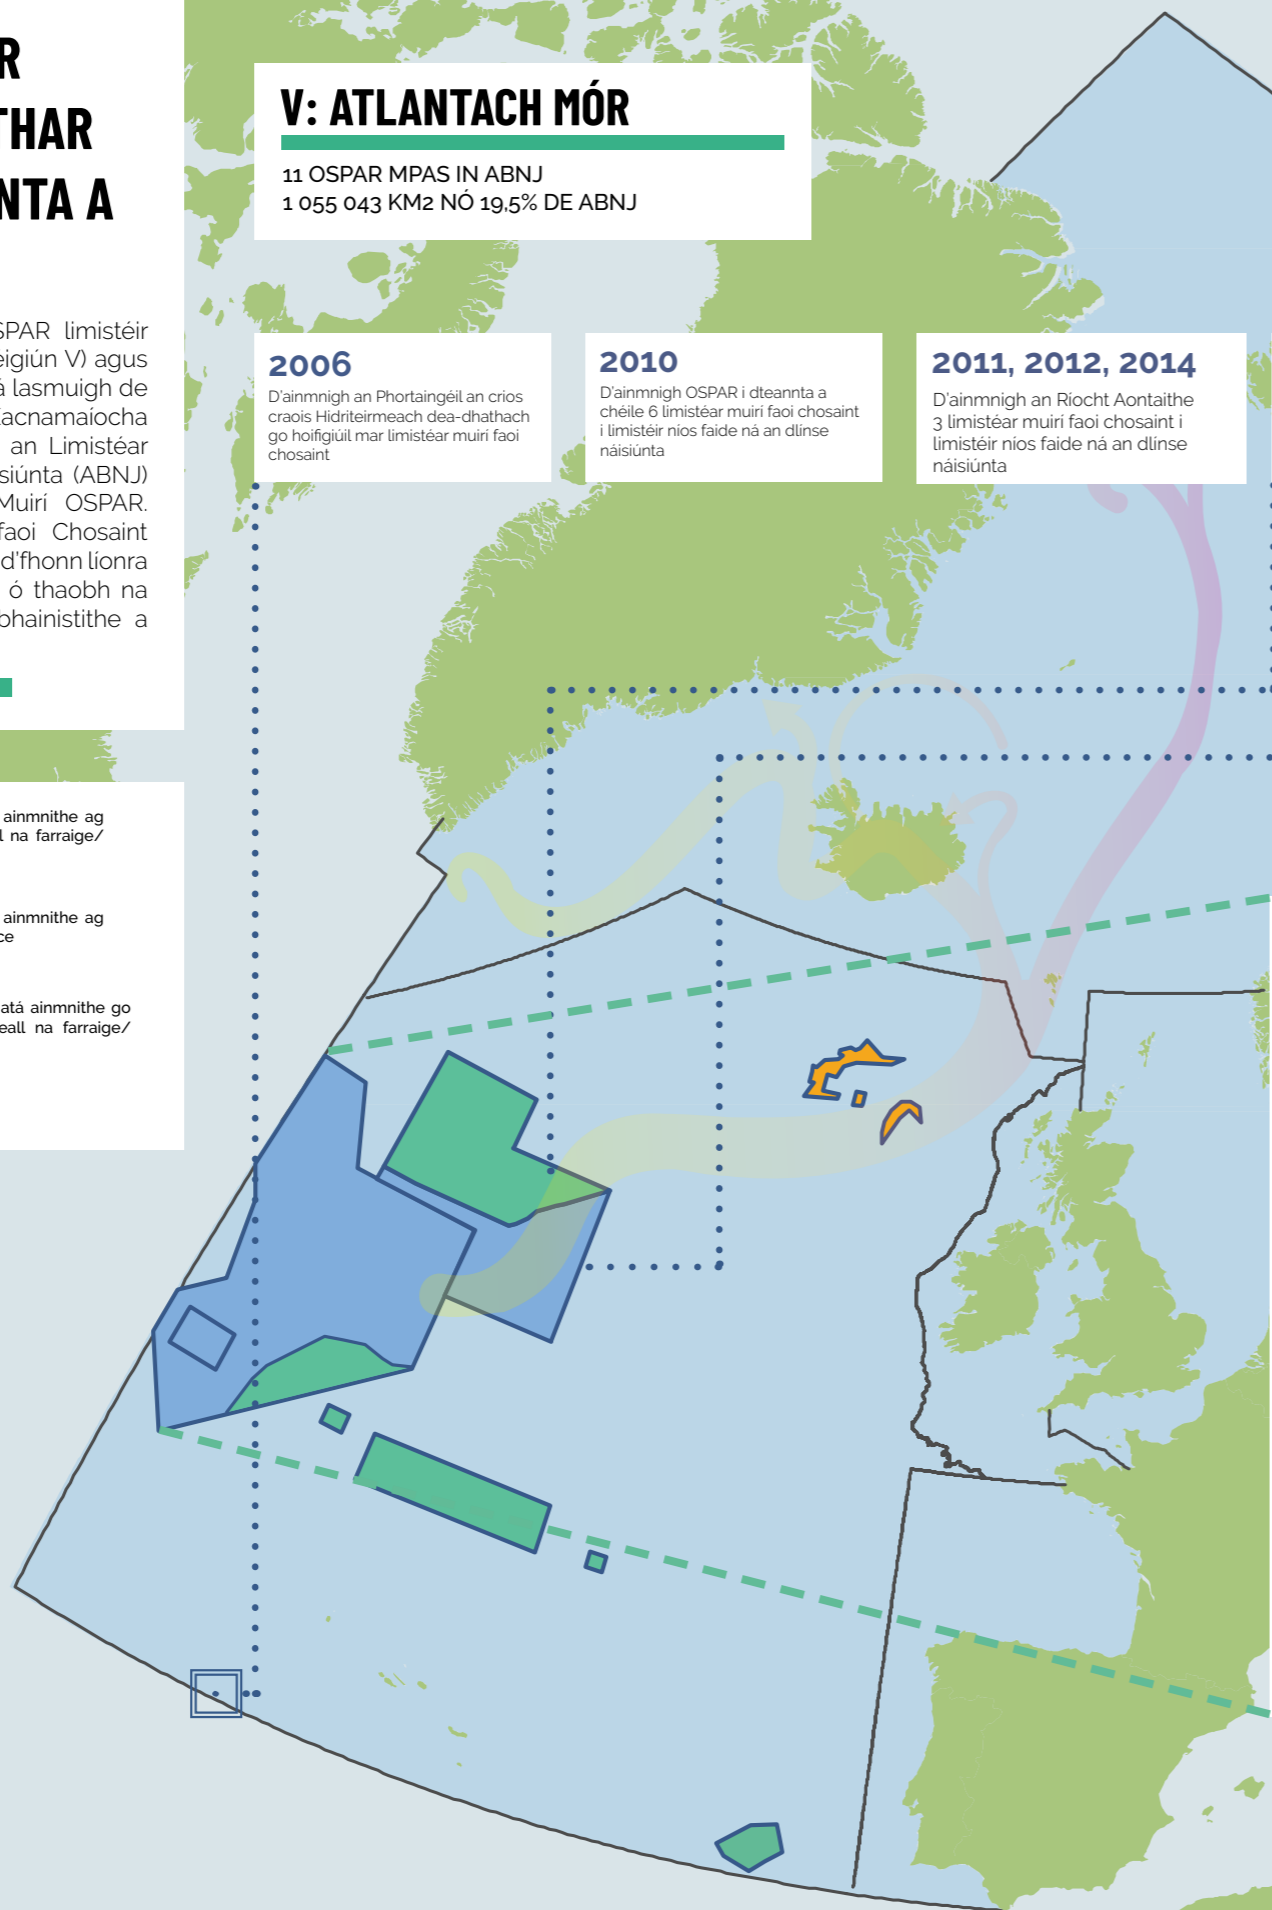 R
THAR
NTA A
SPAR limistéir
eigiún V) agus
á lasmuigh de
Eacnamaíocha
an Limistéar
siúnta (ABNJ)
Muirí OSPAR.
faoi Chosaint
d'fhonn líonra
ó thaobh na
bhainistithe a
ainmnithe ag
l na farraige/
ainmnithe ag
ce
atá ainmnithe go
eall na farraige/
V: ATLANTACH MÓR
11 OSPAR MPAS IN ABNJ
1 055 043 KM2 NÓ 19,5% DE ABNJ
2006
D'ainmnigh an Phortaingéil an crios
craois Hidriteirmeach dea-dhathach
go hoifigiúil mar limistéar muirí faoi
chosaint
2010
D'ainmnigh OSPAR i dteannta a
chéile 6 limistéar muirí faoi chosaint
i limistéir níos faide ná an dlínse
náisiúnta
2011, 2012, 2014
D'ainmnigh an Ríocht Aontaithe
3 limistéar muirí faoi chosaint i
limistéir níos faide ná an dlínse
náisiúnta